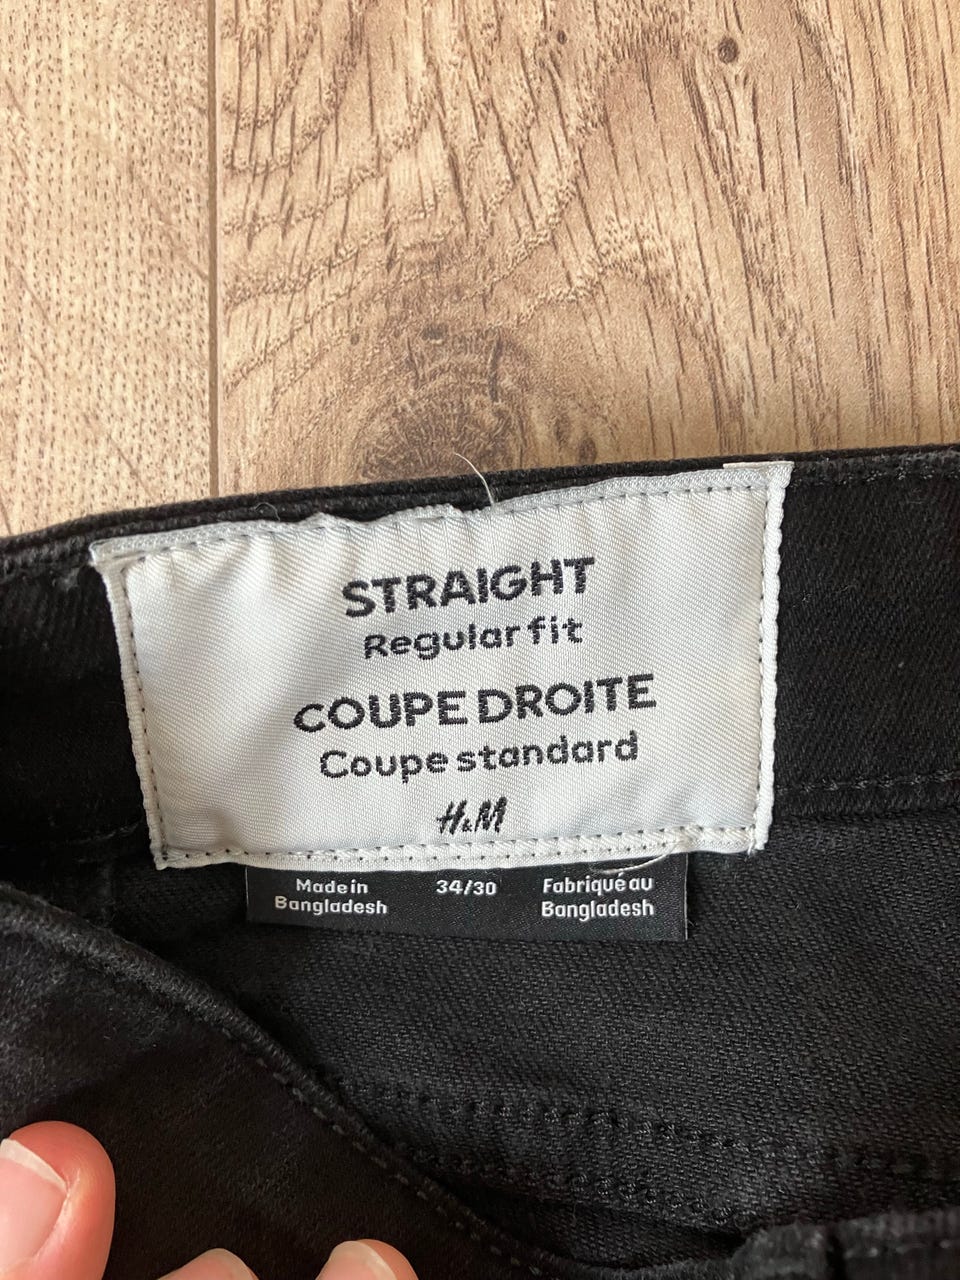 STRAIGHT
Regular fit
COUPE DROITE
Coupe standard
H&M
Made in
Bangladesh
34/30
Fabriqué au
Bangladesh